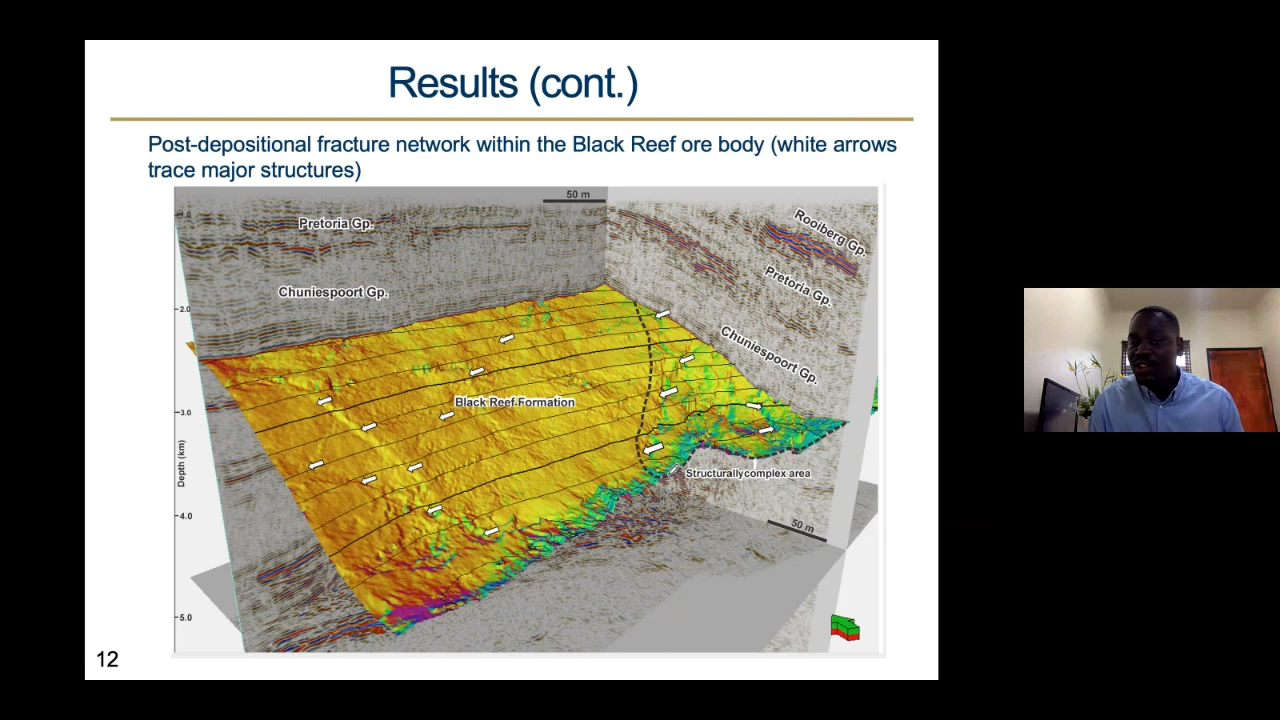 Results (cont.)
Post-depositional fracture network within the Black Reef ore body (white arrows
trace major structures)
50 m
Pretoria Gp.
Rooiberg Gp.
Pretoria Gp.
Chuniespoort Gp.
2.0
Chuniespoort Gp.
Black Reef Formation
3.0
Depth (km)
Structurally complex area
4.0
50 m
5.0
12